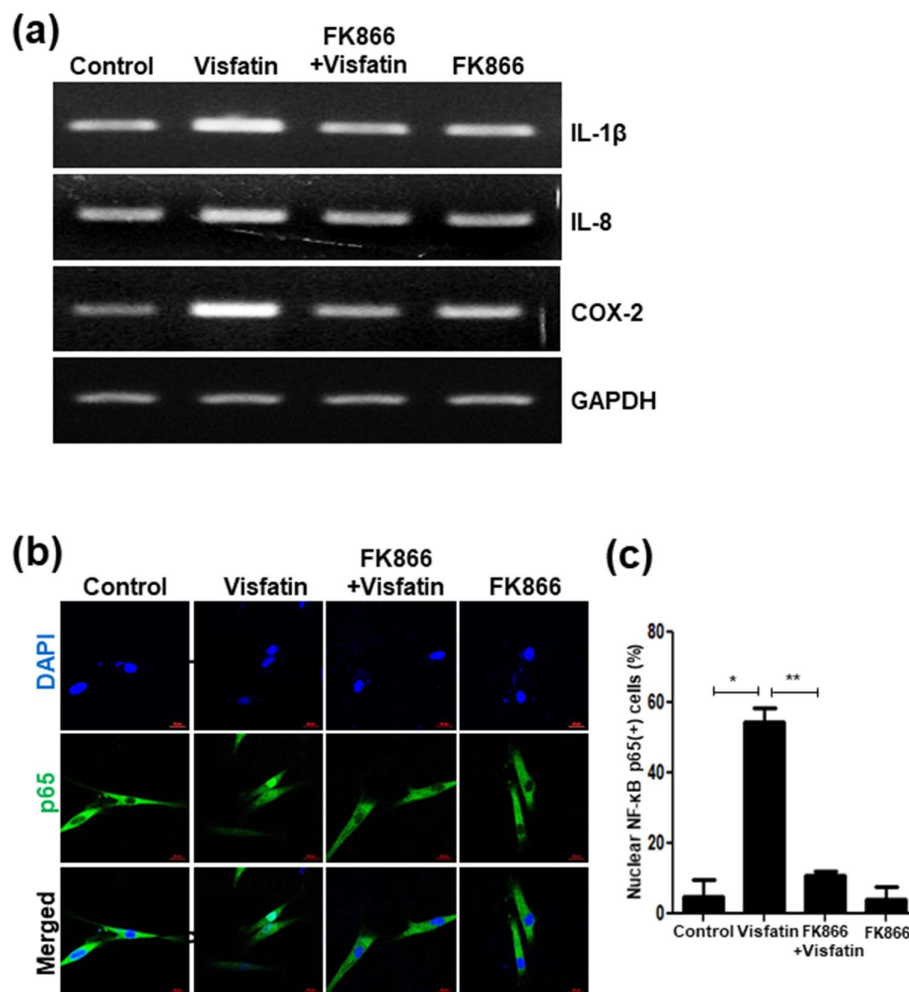 (a)
Control Visfatin FK866 +Visfatin FK866
IL-1β
IL-8
COX-2
GAPDH
(b)
Control Visfatin FK866 +Visfatin FK866
DAPI
p65
Merged
(c)
Nuclear NF-κB p65(+) cells (%)
80
60
40
20
0
* **
Control Visfatin FK866 +Visfatin FK866